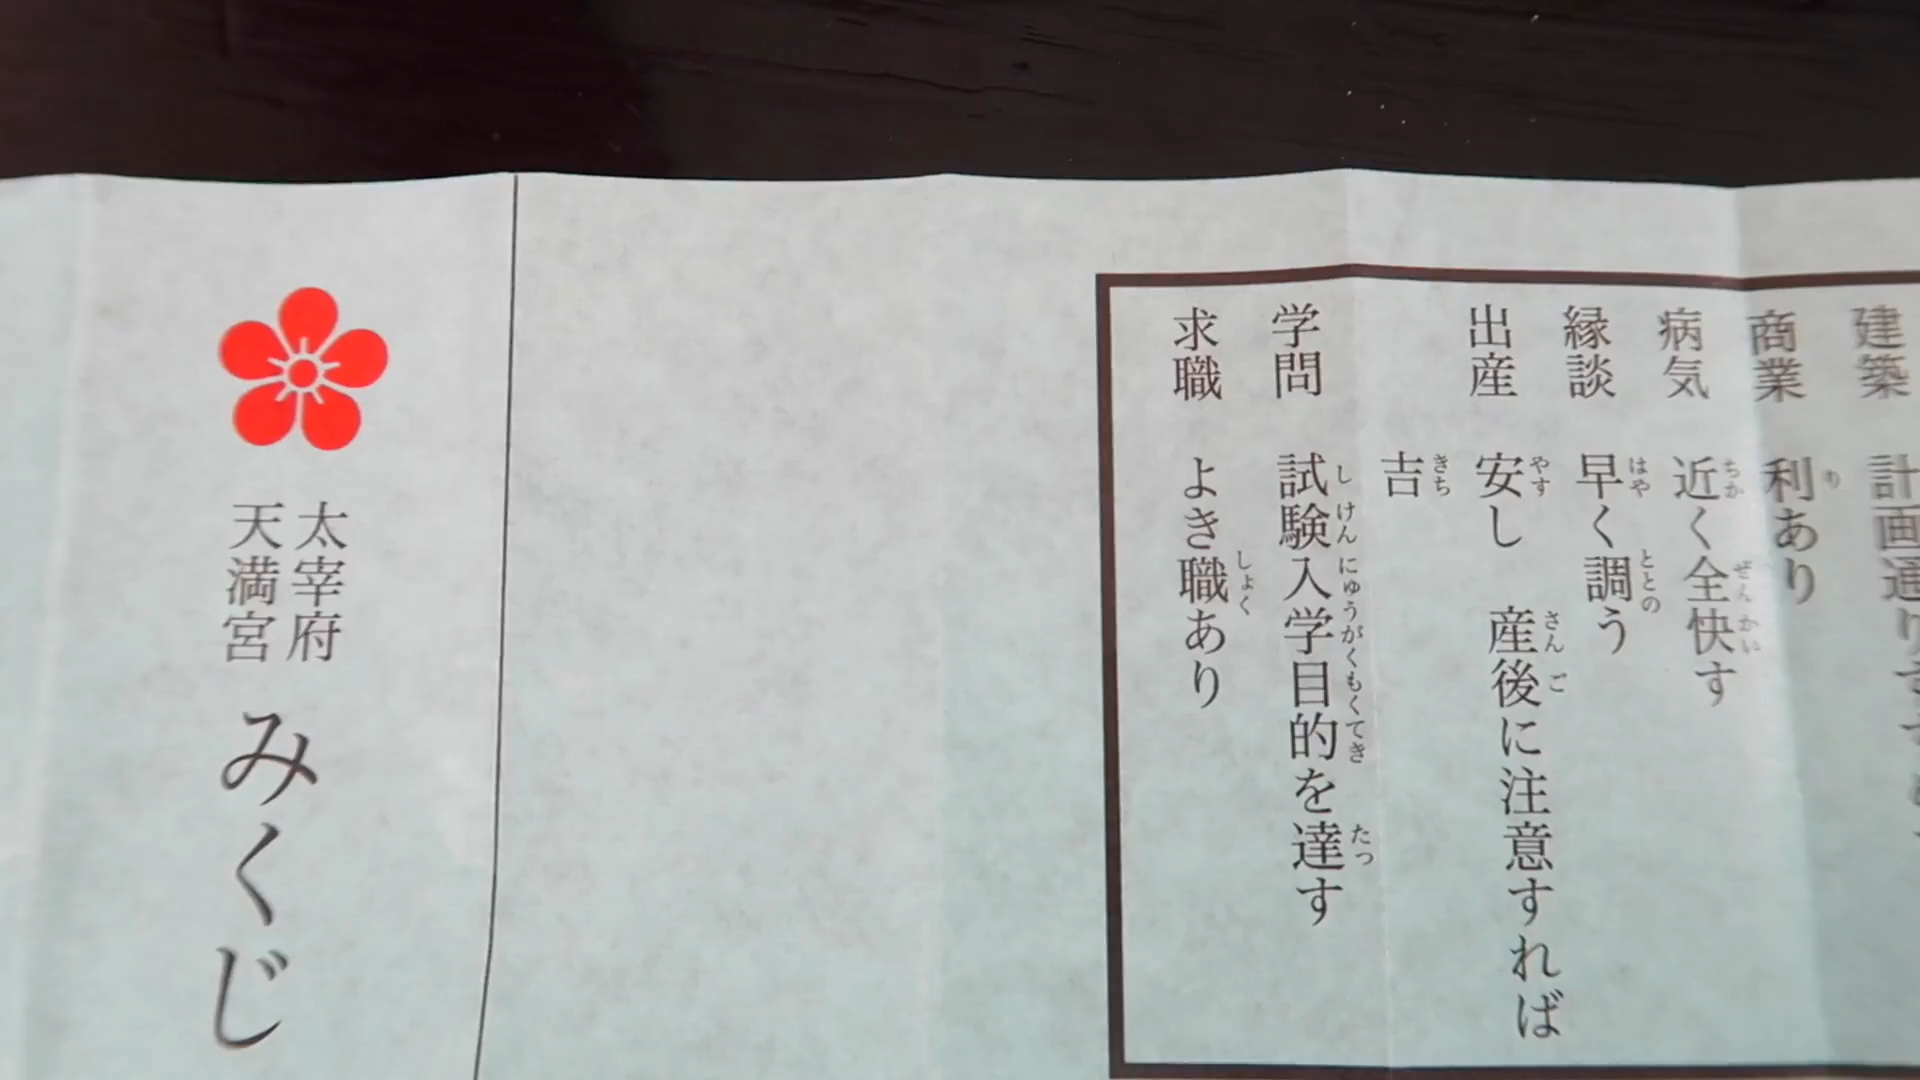 建築 計画通り
商業 利あり
病気 近く全快す
縁談 早く調う
出産 安し 産後に注意すれば
吉
学問 試験入学目的を達す
求職 よき職あり
太宰府
天満宮
みくじ